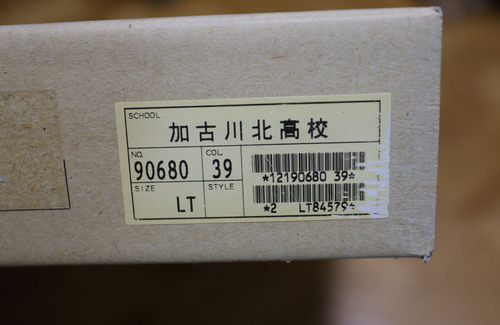 SCHOOL
加古川北高校
NO. COL.
90680 39
*12190680 39*
SIZE STYLE
LT
*2 LT84579*